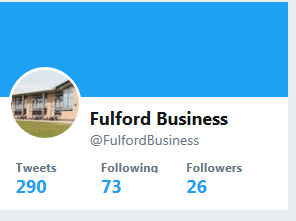 Fulford Business
@FulfordBusiness
Tweets Following Followers
290 73 26